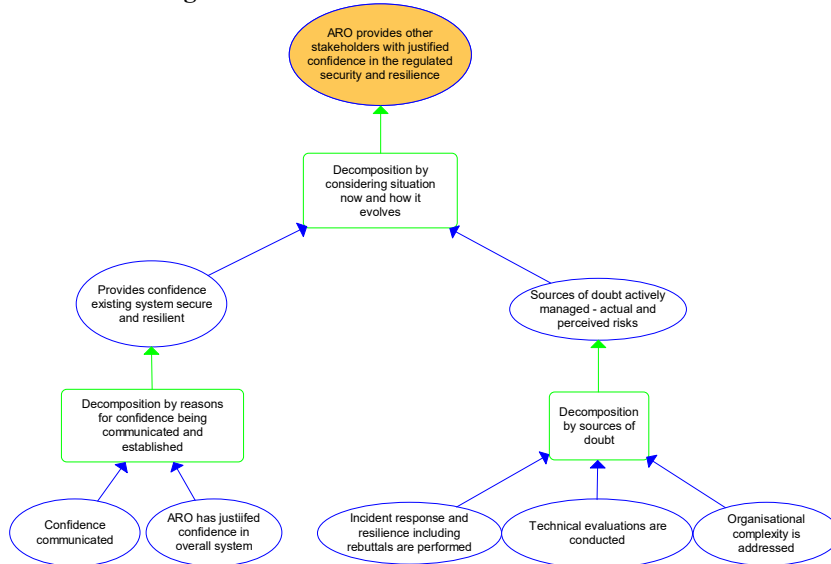 ARO provides other
stakeholders with justified
confidence in the regulated
security and resilience
Decomposition by
considering situation
now and how it
evolves
Provides confidence
existing system secure
and resilient
Sources of doubt actively
managed - actual and
perceived risks
Decomposition by reasons
for confidence being
communicated and
established
Decomposition
by sources of
doubt
Confidence
communicated
ARO has justiifed
confidence in
overall system
Incident response and
resilience including
rebuttals are performed
Technical evaluations are
conducted
Organisational
complexity is
addressed